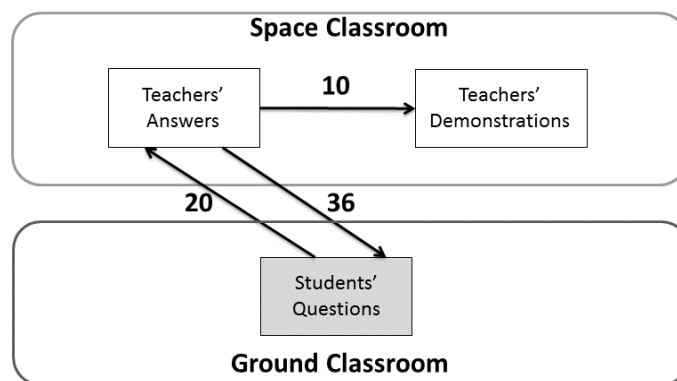 Space Classroom
10
Teachers'
Answers
Teachers'
Demonstrations
20
36
Students'
Questions
Ground Classroom